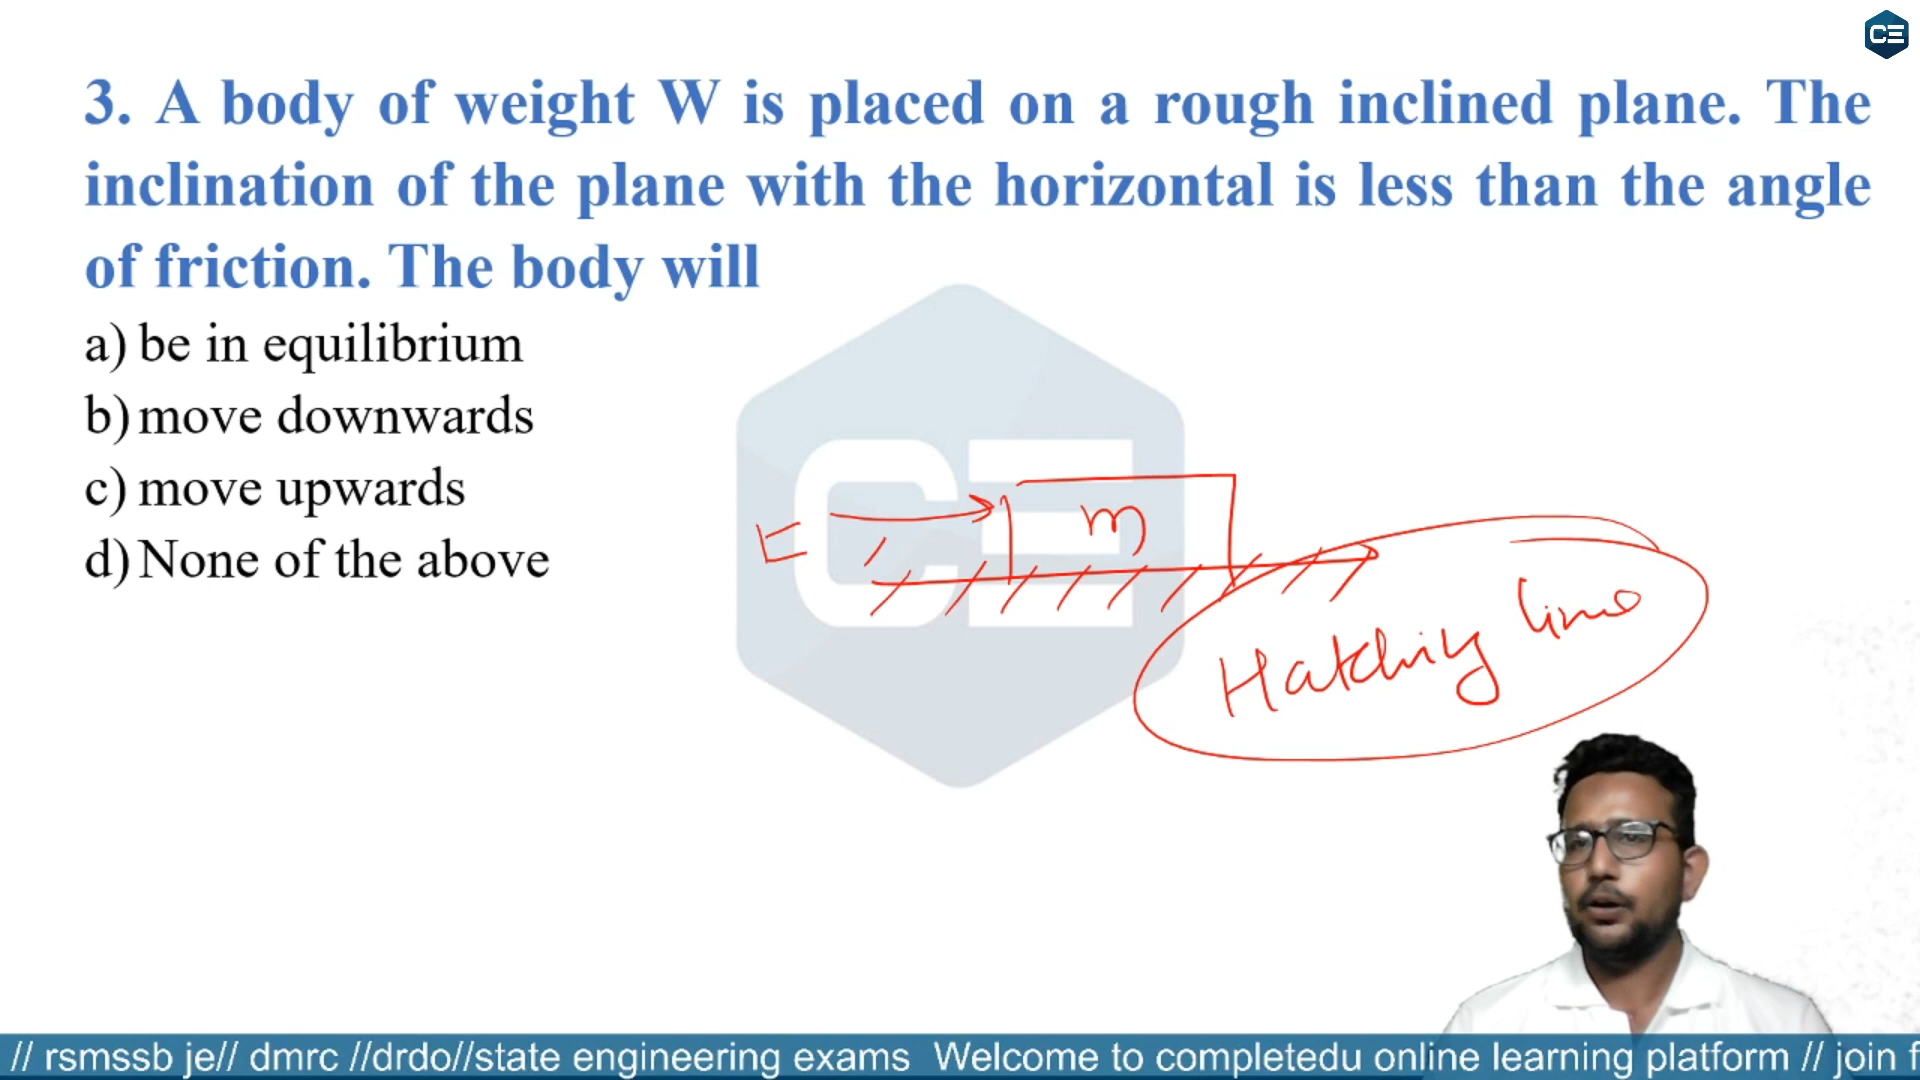 CE
3. A body of weight W is placed on a rough inclined plane. The
inclination of the plane with the horizontal is less than the angle
of friction. The body will
a) be in equilibrium
b) move downwards
c) move upwards
d) None of the above
CE
m
Hatching line
// rsmssb je// dmrc //drdo//state engineering exams Welcome to completedu online learning platform // join f